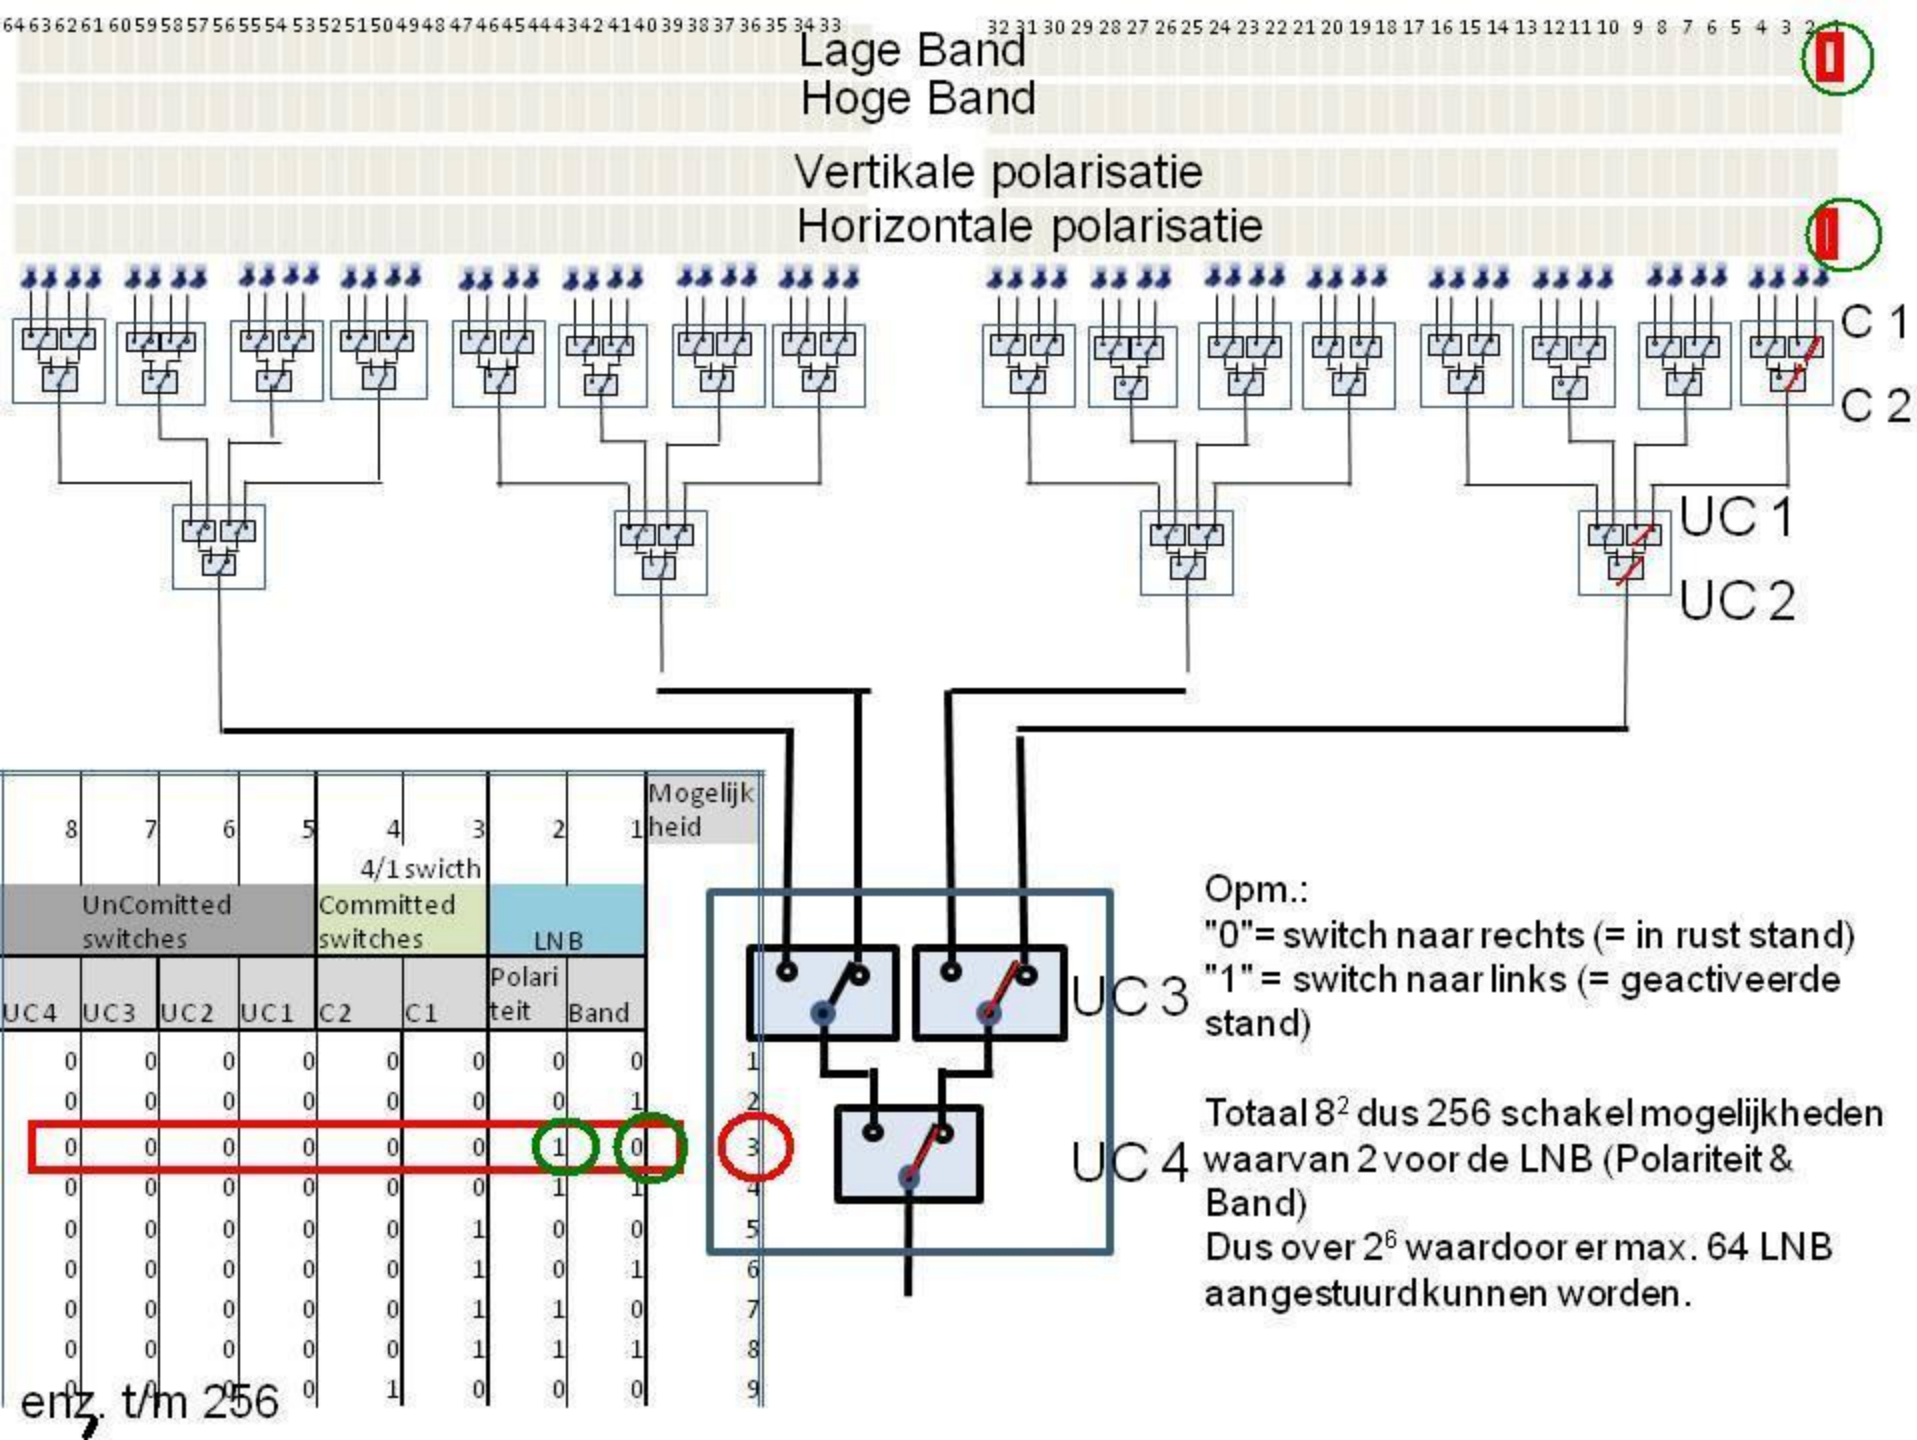 64 63 62 61 60 59 58 57 56 55 54 53 52 51 50 49 48 47 46 45 44 43 42 41 40 39 38 37 36 35 34 33
32 31 30 29 28 27 26 25 24 23 22 21 20 19 18 17 16 15 14 13 12 11 10 9 8 7 6 5 4 3 2 1
Lage Band
Hoge Band
Vertikale polarisatie
Horizontale polarisatie
C 1
C 2
UC 1
UC 2
Mogelijk
8 7 6 5 4 3 2 1 heid
4/1 swicth
UnComitted Committed
switches switches LNB
Polari
UC4 UC3 UC2 UC1 C2 C1 teit Band
0 0 0 0 0 0 0 0 1
0 0 0 0 0 0 0 1 2
0 0 0 0 0 0 1 0 3
0 0 0 0 0 0 1 1 4
0 0 0 0 0 1 0 0 5
0 0 0 0 0 1 0 1 6
0 0 0 0 0 1 1 0 7
0 0 0 0 0 1 1 1 8
0 0 0 0 1 0 0 0 9
enz. t/m 256
UC 3
UC 4
Opm.:
"0"= switch naar rechts (= in rust stand)
"1" = switch naar links (= geactiveerde
stand)
Totaal 8² dus 256 schakel mogelijkheden
waarvan 2 voor de LNB (Polariteit &
Band)
Dus over 2⁶ waardoor er max. 64 LNB
aangestuurd kunnen worden.